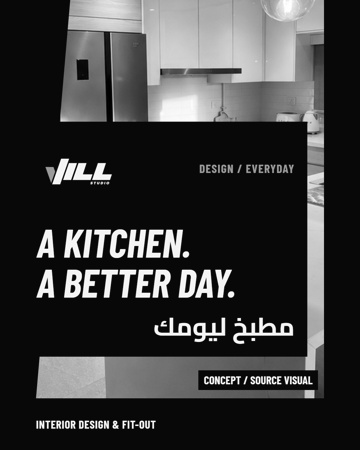 VILL
STUDIO
DESIGN / EVERYDAY
A KITCHEN.
A BETTER DAY.
مطبخ ليومك
CONCEPT / SOURCE VISUAL
INTERIOR DESIGN & FIT-OUT